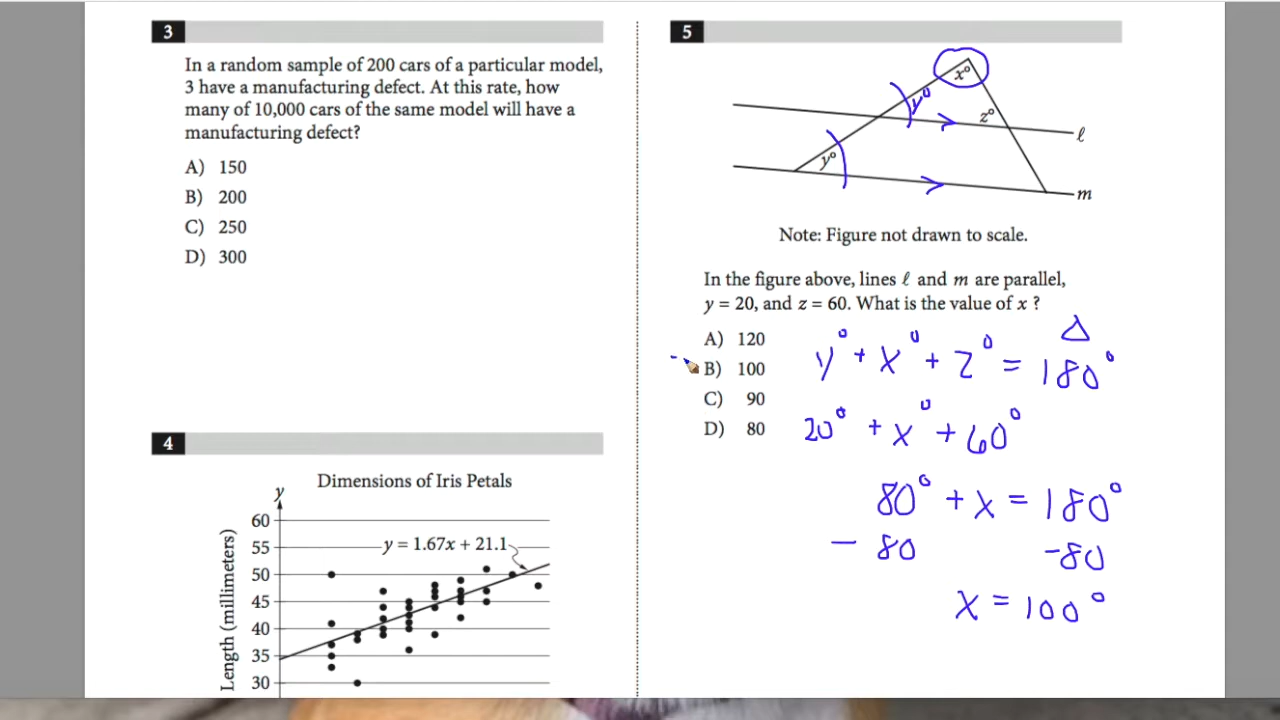 3
In a random sample of 200 cars of a particular model,
3 have a manufacturing defect. At this rate, how
many of 10,000 cars of the same model will have a
manufacturing defect?
A) 150
B) 200
C) 250
D) 300
4
Dimensions of Iris Petals
y
60
55
50
45
40
35
30
Length (millimeters)
y = 1.67x + 21.1
5
x°
y°
z°
ℓ
y°
m
Note: Figure not drawn to scale.
In the figure above, lines ℓ and m are parallel,
y = 20, and z = 60. What is the value of x ?
A) 120
B) 100
C) 90
D) 80
Δ
y° + x° + z° = 180°
20° + x° + 60°
80° + x = 180°
− 80 −80
x = 100°